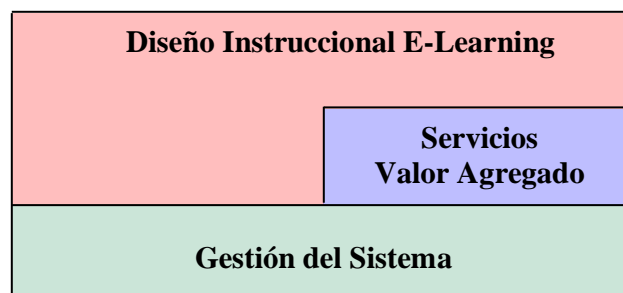 Diseño Instruccional E-Learning
Servicios
Valor Agregado
Gestión del Sistema